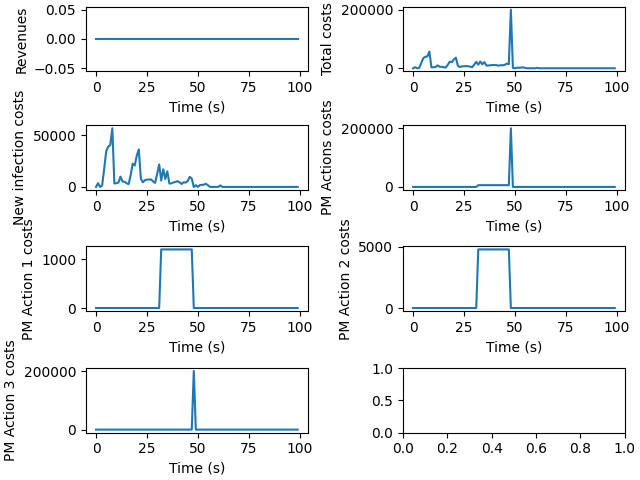 Revenues
0.05
0.00
−0.05
0 25 50 75 100
Time (s)
Total costs
200000
0
0 25 50 75 100
Time (s)
New infection costs
50000
0
0 25 50 75 100
Time (s)
PM Actions costs
200000
0
0 25 50 75 100
Time (s)
PM Action 1 costs
1000
0
0 25 50 75 100
Time (s)
PM Action 2 costs
5000
0
0 25 50 75 100
Time (s)
PM Action 3 costs
200000
0
0 25 50 75 100
Time (s)
1.0
0.5
0.0
0.0 0.2 0.4 0.6 0.8 1.0